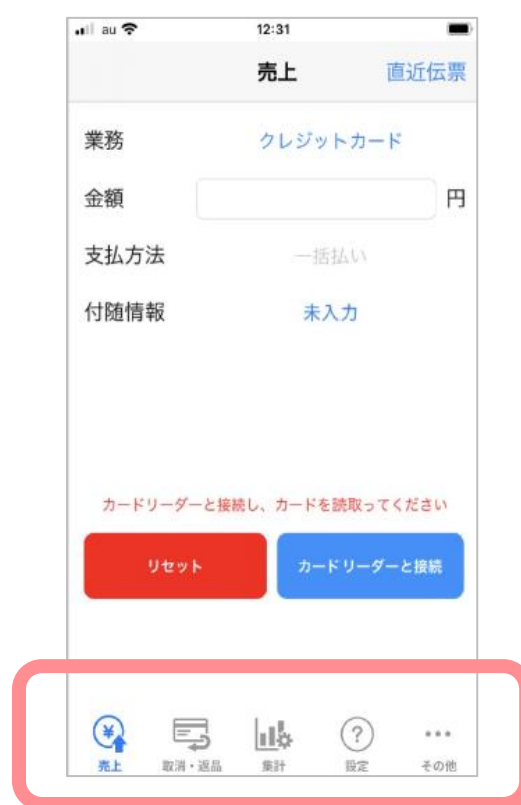 au 12:31
売上 直近伝票
業務 クレジットカード
金額 円
支払方法 一括払い
付随情報 未入力
カードリーダーと接続し、カードを読取ってください
リセット カードリーダーと接続
¥ ?
売上 取消・返品 集計 設定 その他